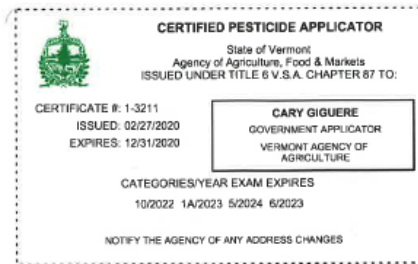 CERTIFIED PESTICIDE APPLICATOR
State of Vermont
Agency of Agriculture, Food & Markets
ISSUED UNDER TITLE 6 V.S.A. CHAPTER 87 TO:
CERTIFICATE #: 1-3211
ISSUED: 02/27/2020
EXPIRES: 12/31/2020
CARY GIGUERE
GOVERNMENT APPLICATOR
VERMONT AGENCY OF
AGRICULTURE
CATEGORIES/YEAR EXAM EXPIRES
10/2022 1A/2023 5/2024 6/2023
NOTIFY THE AGENCY OF ANY ADDRESS CHANGES